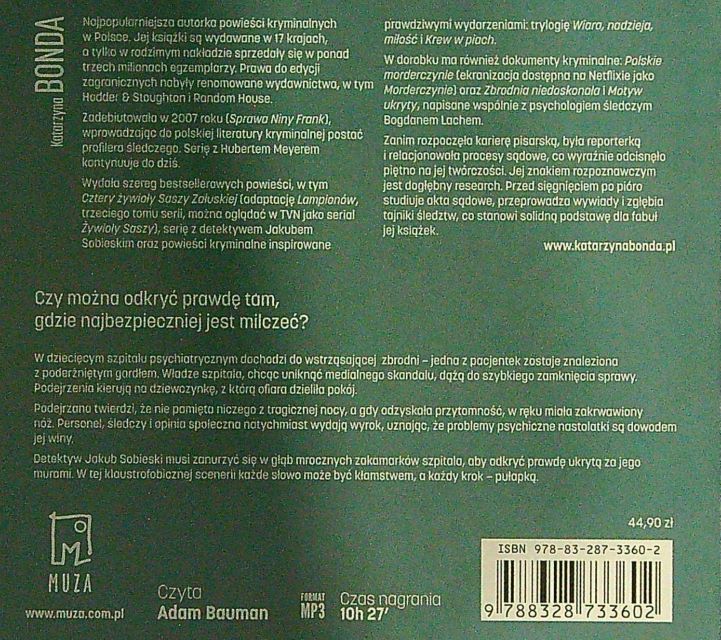 Katarzyna BONDA
Najpopularniejsza autorka powieści kryminalnych
w Polsce. Jej książki są wydawane w 17 krajach,
a tylko w rodzimym nakładzie sprzedały się w ponad
trzech milionach egzemplarzy. Prawa do edycji
zagranicznych nabyły renomowane wydawnictwa, w tym
Hodder & Stoughton i Random House.
Zadebiutowała w 2007 roku (Sprawa Niny Frank),
wprowadzając do polskiej literatury kryminalnej postać
profilera śledczego. Serię z Hubertem Meyerem
kontynuuje do dziś.
Wydała szereg bestsellerowych powieści, w tym
Cztery żywioły Saszy Załuskiej (adaptację Lampionów,
trzeciego tomu serii, można oglądać w TVN jako serial
Żywioły Saszy), serię z detektywem Jakubem
Sobieskim oraz powieści kryminalne inspirowane
prawdziwymi wydarzeniami: trylogię Wiara, nadzieja,
miłość i Krew w piach.
W dorobku ma również dokumenty kryminalne: Polskie
morderczynie (ekranizacja dostępna na Netflixie jako
Morderczynie) oraz Zbrodnia niedoskonała i Motyw
ukryty, napisane wspólnie z psychologiem śledczym
Bogdanem Lachem.
Zanim rozpoczęła karierę pisarską, była reporterką
i relacjonowała procesy sądowe, co wyraźnie odcisnęło
piętno na jej twórczości. Jej znakiem rozpoznawczym
jest dogłębny research. Przed sięgnięciem po pióro
studiuje akta sądowe, przeprowadza wywiady i zgłębia
tajniki śledztw, co stanowi solidną podstawę dla fabuł
jej książek.
www.katarzynabonda.pl
Czy można odkryć prawdę tam,
gdzie najbezpieczniej jest milczeć?
W dziecięcym szpitalu psychiatrycznym dochodzi do wstrząsającej zbrodni – jedna z pacjentek zostaje znaleziona
z poderżniętym gardłem. Władze szpitala, chcąc uniknąć medialnego skandalu, dążą do szybkiego zamknięcia sprawy.
Podejrzenia kierują na dziewczynkę, z którą ofiara dzieliła pokój.
Podejrzana twierdzi, że nie pamięta niczego z tragicznej nocy, a gdy odzyskała przytomność, w ręku miała zakrwawiony
nóż. Personel, śledczy i opinia społeczna natychmiast wydają wyrok, uznając, że problemy psychiczne nastolatki są dowodem
jej winy.
Detektyw Jakub Sobieski musi zanurzyć się w głąb mrocznych zakamarków szpitala, aby odkryć prawdę ukrytą za jego
murami. W tej klaustrofobicznej scenerii każde słowo może być kłamstwem, a każdy krok – pułapką.
44,90 zł
ISBN 978-83-287-3360-2
9 788328 733602
MUZA
www.muza.com.pl
Czyta
Adam Bauman
FORMAT
MP3
Czas nagrania
10h 27'